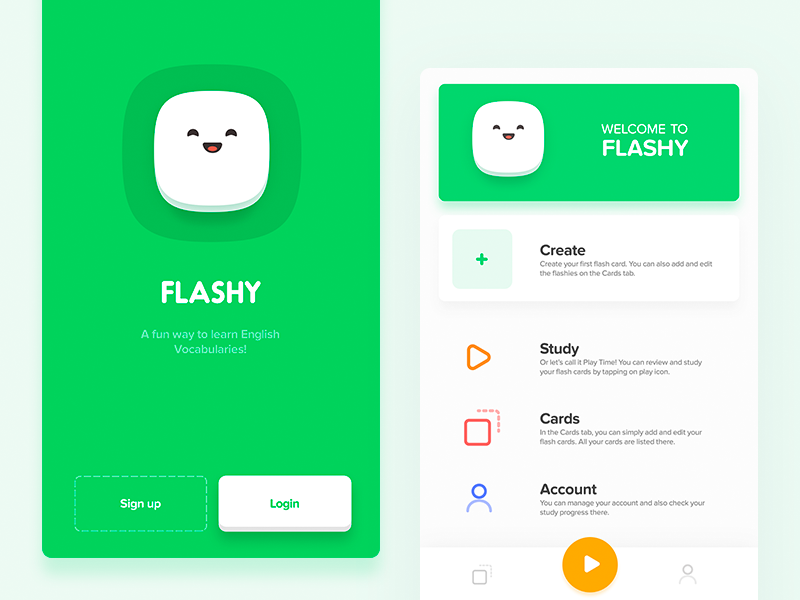 FLASHY
A fun way to learn English
Vocabularies!
Sign up
Login
WELCOME TO
FLASHY
Create
Create your first flash card. You can also add and edit
the flashies on the Cards tab.
Study
Or let's call it Play Time! You can review and study
your flash cards by tapping on play icon.
Cards
In the Cards tab, you can simply add and edit your
flash cards. All your cards are listed there.
Account
You can manage your account and also check your
study progress there.